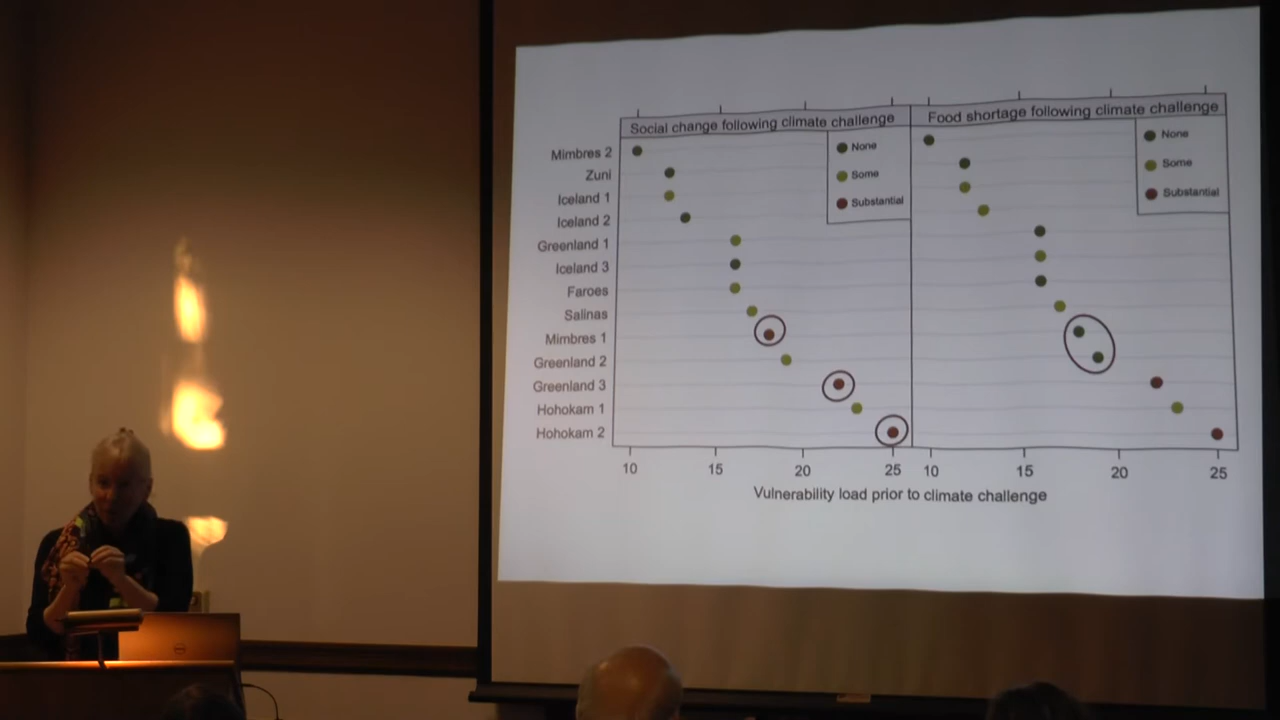 Social change following climate challenge
Food shortage following climate challenge
None
Some
Substantial
None
Some
Substantial
Mimbres 2
Zuni
Iceland 1
Iceland 2
Greenland 1
Iceland 3
Faroes
Salinas
Mimbres 1
Greenland 2
Greenland 3
Hohokam 1
Hohokam 2
10 15 20 25 10 15 20 25
Vulnerability load prior to climate challenge